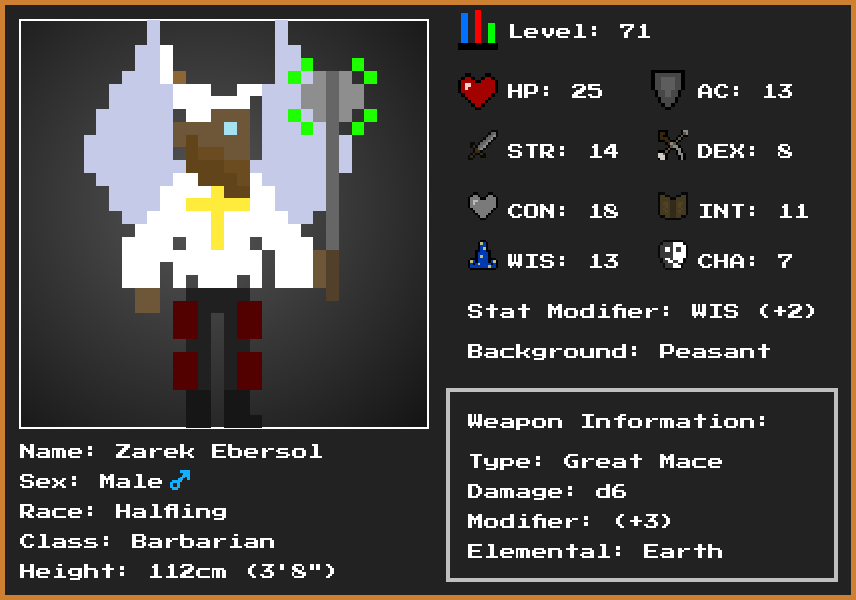 Level: 71
HP: 25 AC: 13
STR: 14 DEX: 8
CON: 18 INT: 11
WIS: 13 CHA: 7
Stat Modifier: WIS (+2)
Background: Peasant
Weapon Information:
Type: Great Mace
Damage: d6
Modifier: (+3)
Elemental: Earth
Name: Zarek Ebersol
Sex: Male ♂
Race: Halfling
Class: Barbarian
Height: 112cm (3'8")